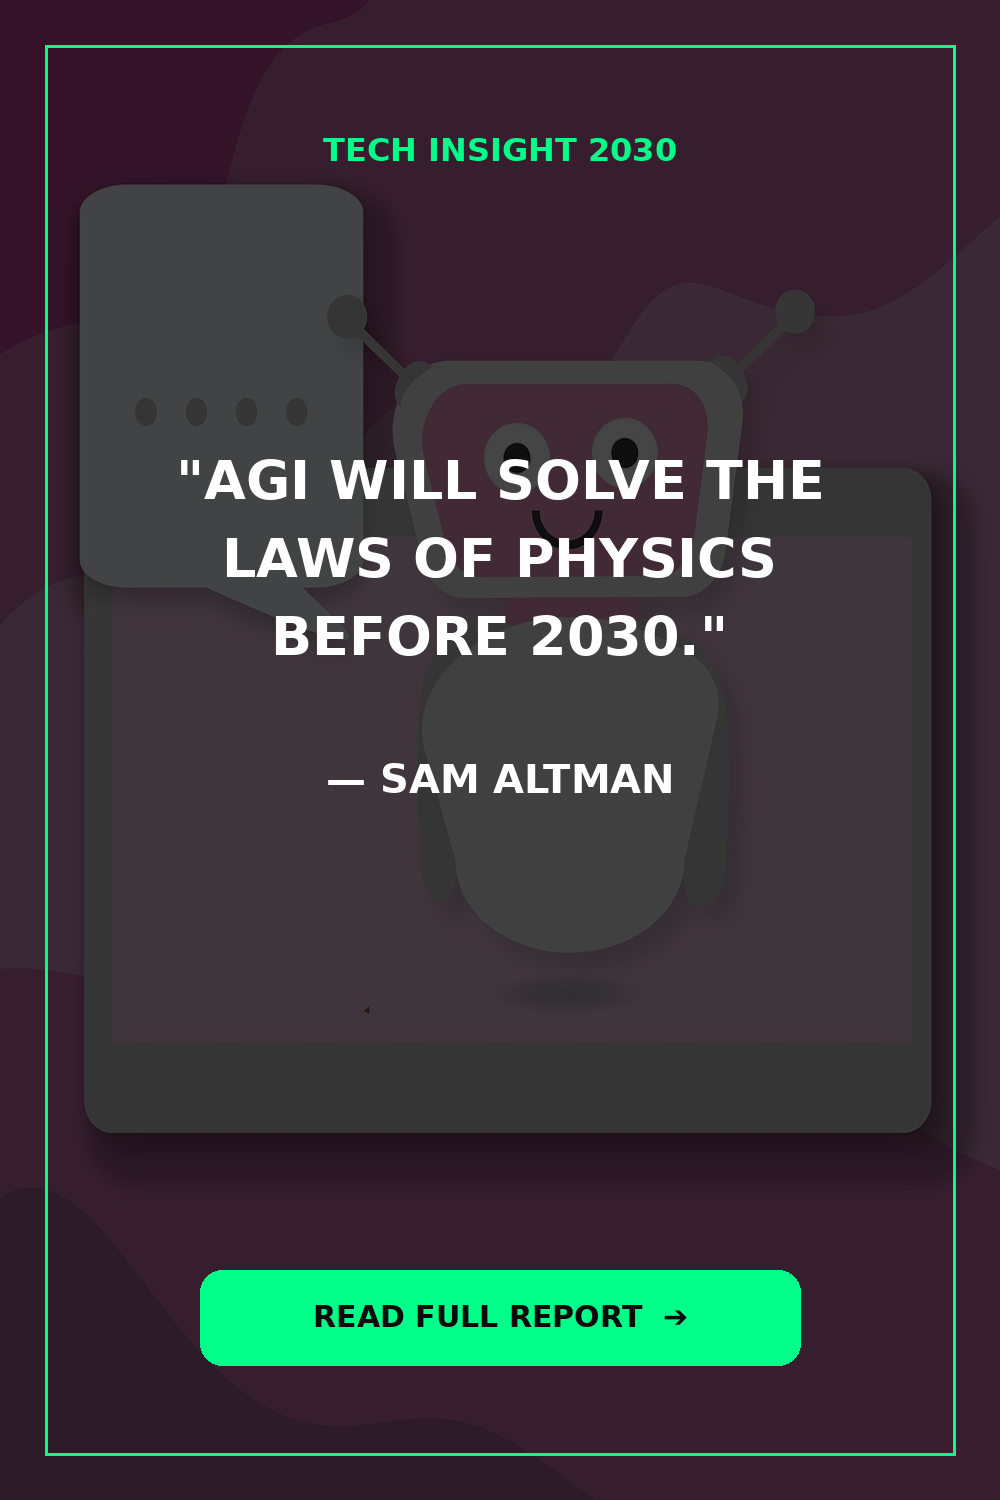 TECH INSIGHT 2030
"AGI WILL SOLVE THE
LAWS OF PHYSICS
BEFORE 2030."
— SAM ALTMAN
READ FULL REPORT ➔